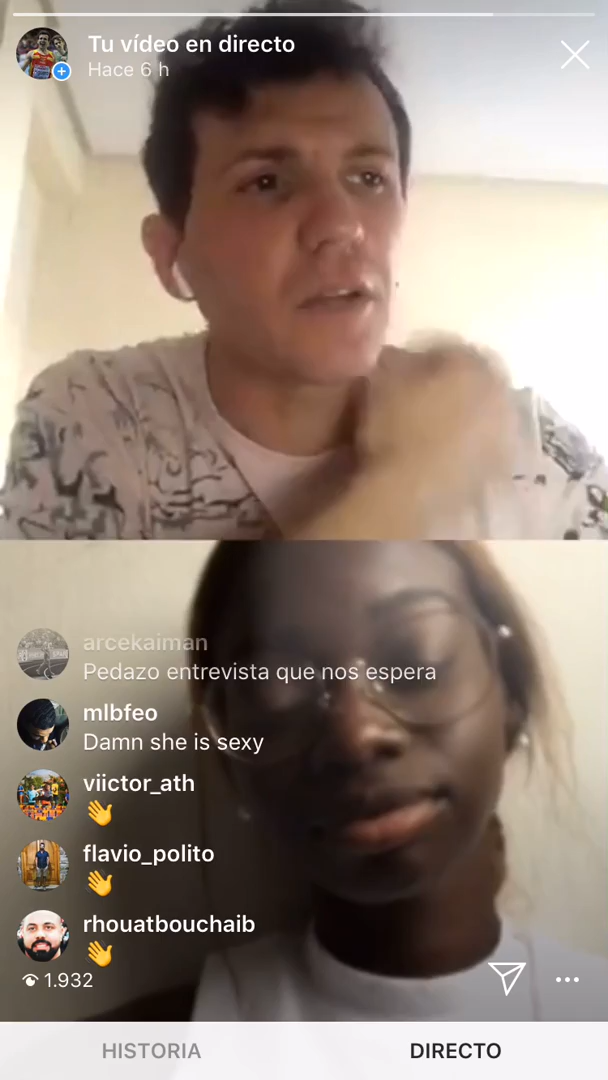 Tu vídeo en directo
Hace 6 h
arcekaiman
Pedazo entrevista que nos espera
mlbfeo
Damn she is sexy
viictor_ath
👋
flavio_polito
👋
rhouatbouchaib
👋
1.932
HISTORIA
DIRECTO